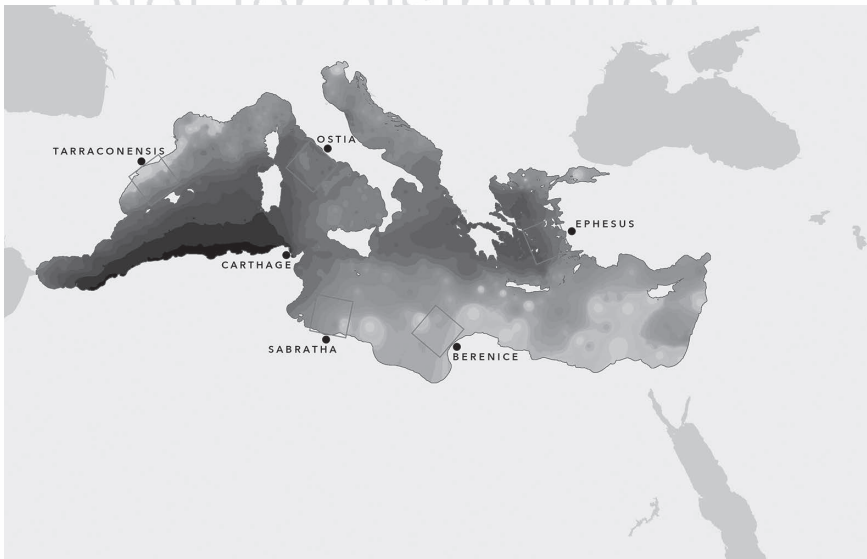 TARRACONENSIS
OSTIA
EPHESUS
CARTHAGE
SABRATHA
BERENICE